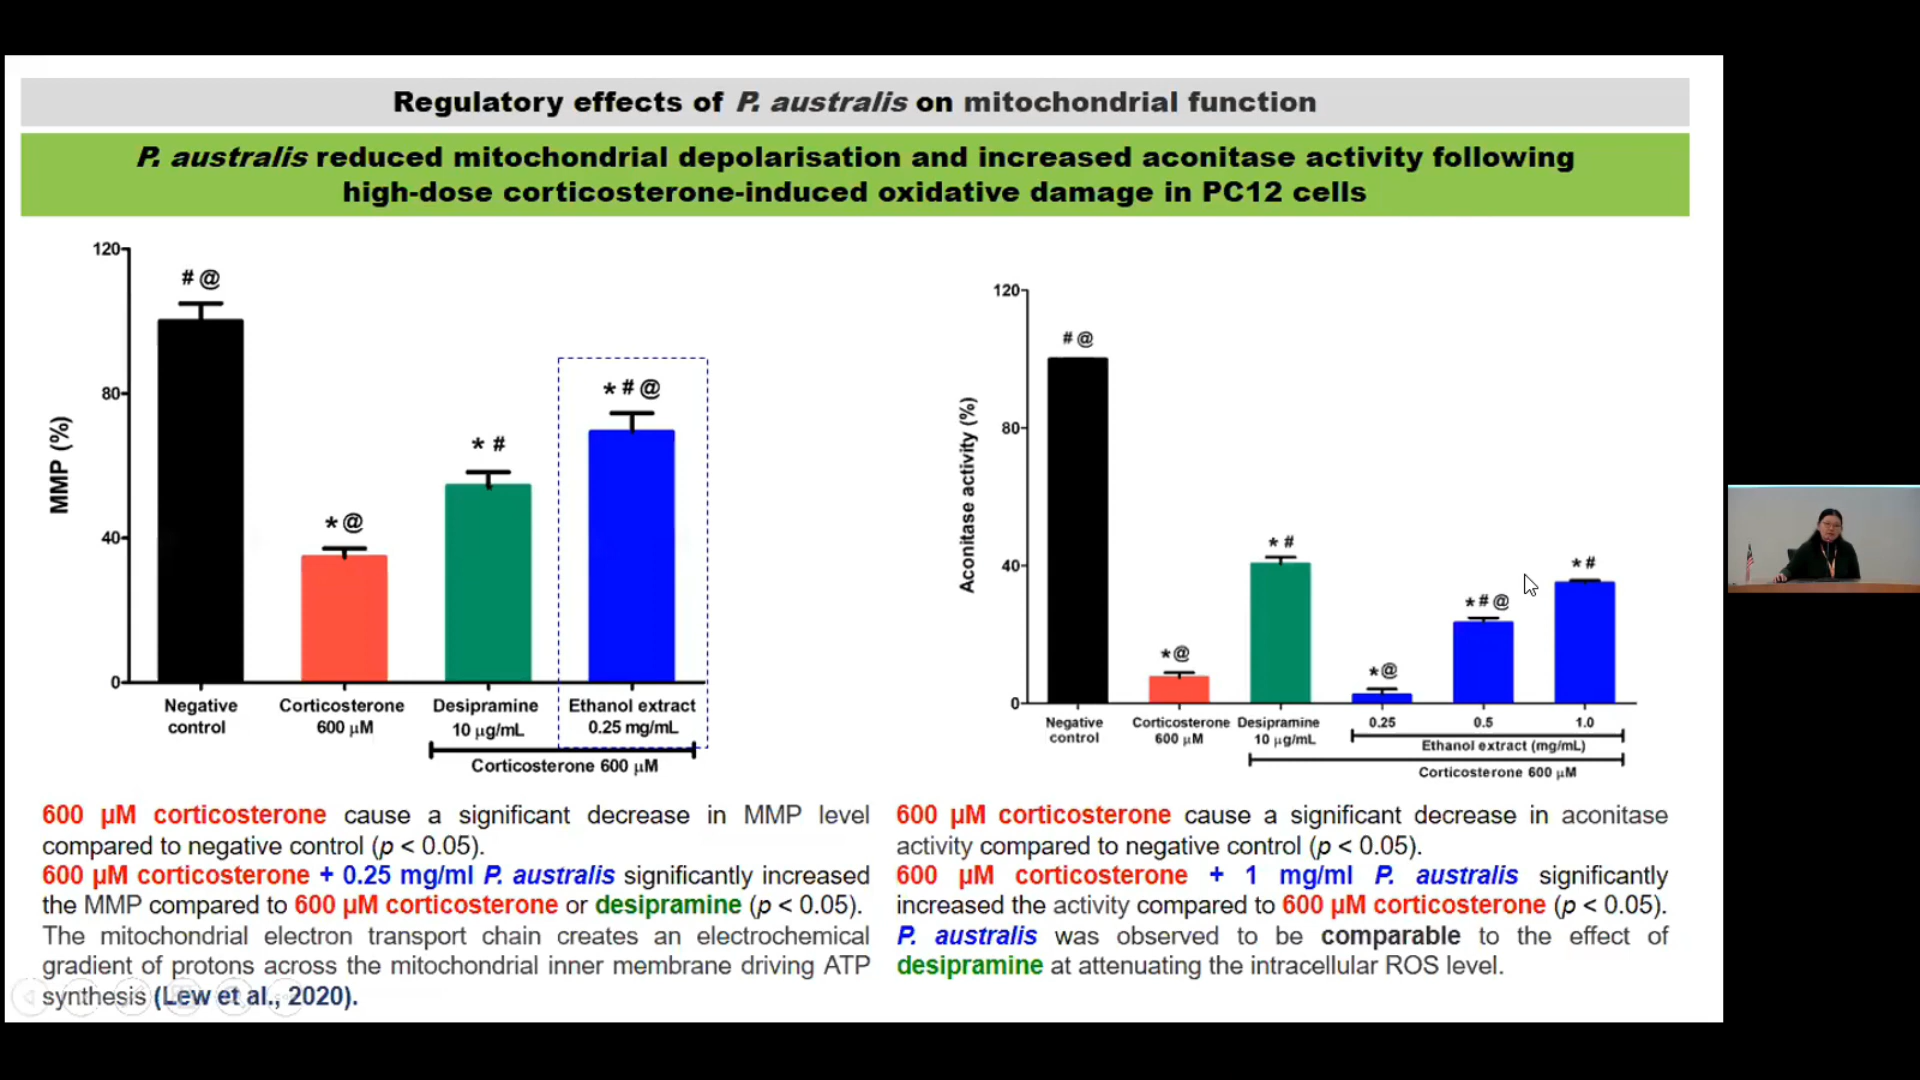 Regulatory effects of P. australis on mitochondrial function
P. australis reduced mitochondrial depolarisation and increased aconitase activity following
high-dose corticosterone-induced oxidative damage in PC12 cells
MMP (%)
120
80
40
0
# @
* @
* #
* # @
Negative
control
Corticosterone
600 µM
Desipramine
10 µg/mL
Ethanol extract
0.25 mg/mL
Corticosterone 600 µM
Aconitase activity (%)
120
80
40
0
# @
* @
* #
* @
* # @
* #
Negative
control
Corticosterone
600 µM
Desipramine
10 µg/mL
0.25
0.5
1.0
Ethanol extract (mg/mL)
Corticosterone 600 µM
600 µM corticosterone cause a significant decrease in MMP level
compared to negative control (p < 0.05).
600 µM corticosterone + 0.25 mg/ml P. australis significantly increased
the MMP compared to 600 µM corticosterone or desipramine (p < 0.05).
The mitochondrial electron transport chain creates an electrochemical
gradient of protons across the mitochondrial inner membrane driving ATP
synthesis (Lew et al., 2020).
600 µM corticosterone cause a significant decrease in aconitase
activity compared to negative control (p < 0.05).
600 µM corticosterone + 1 mg/ml P. australis significantly
increased the activity compared to 600 µM corticosterone (p < 0.05).
P. australis was observed to be comparable to the effect of
desipramine at attenuating the intracellular ROS level.